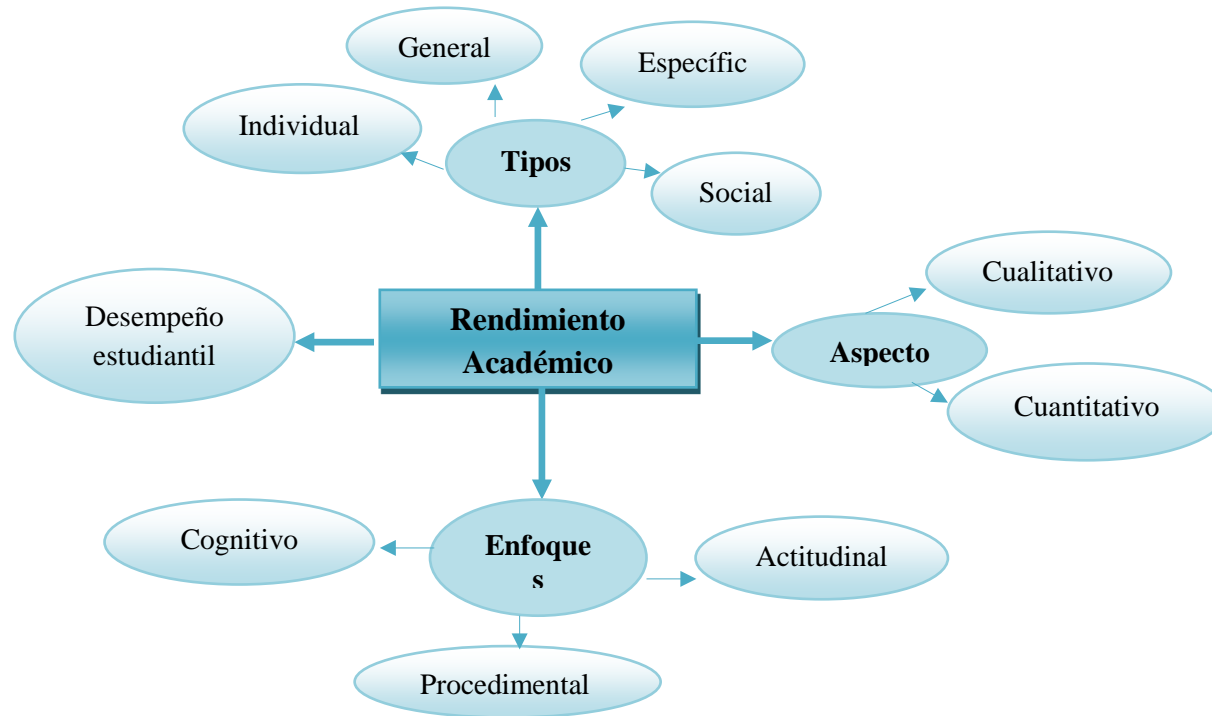 General
Específic
Individual
Tipos
Social
Cualitativo
Desempeño
estudiantil
Rendimiento
Académico
Aspecto
Cuantitativo
Cognitivo
Enfoque
s
Actitudinal
Procedimental